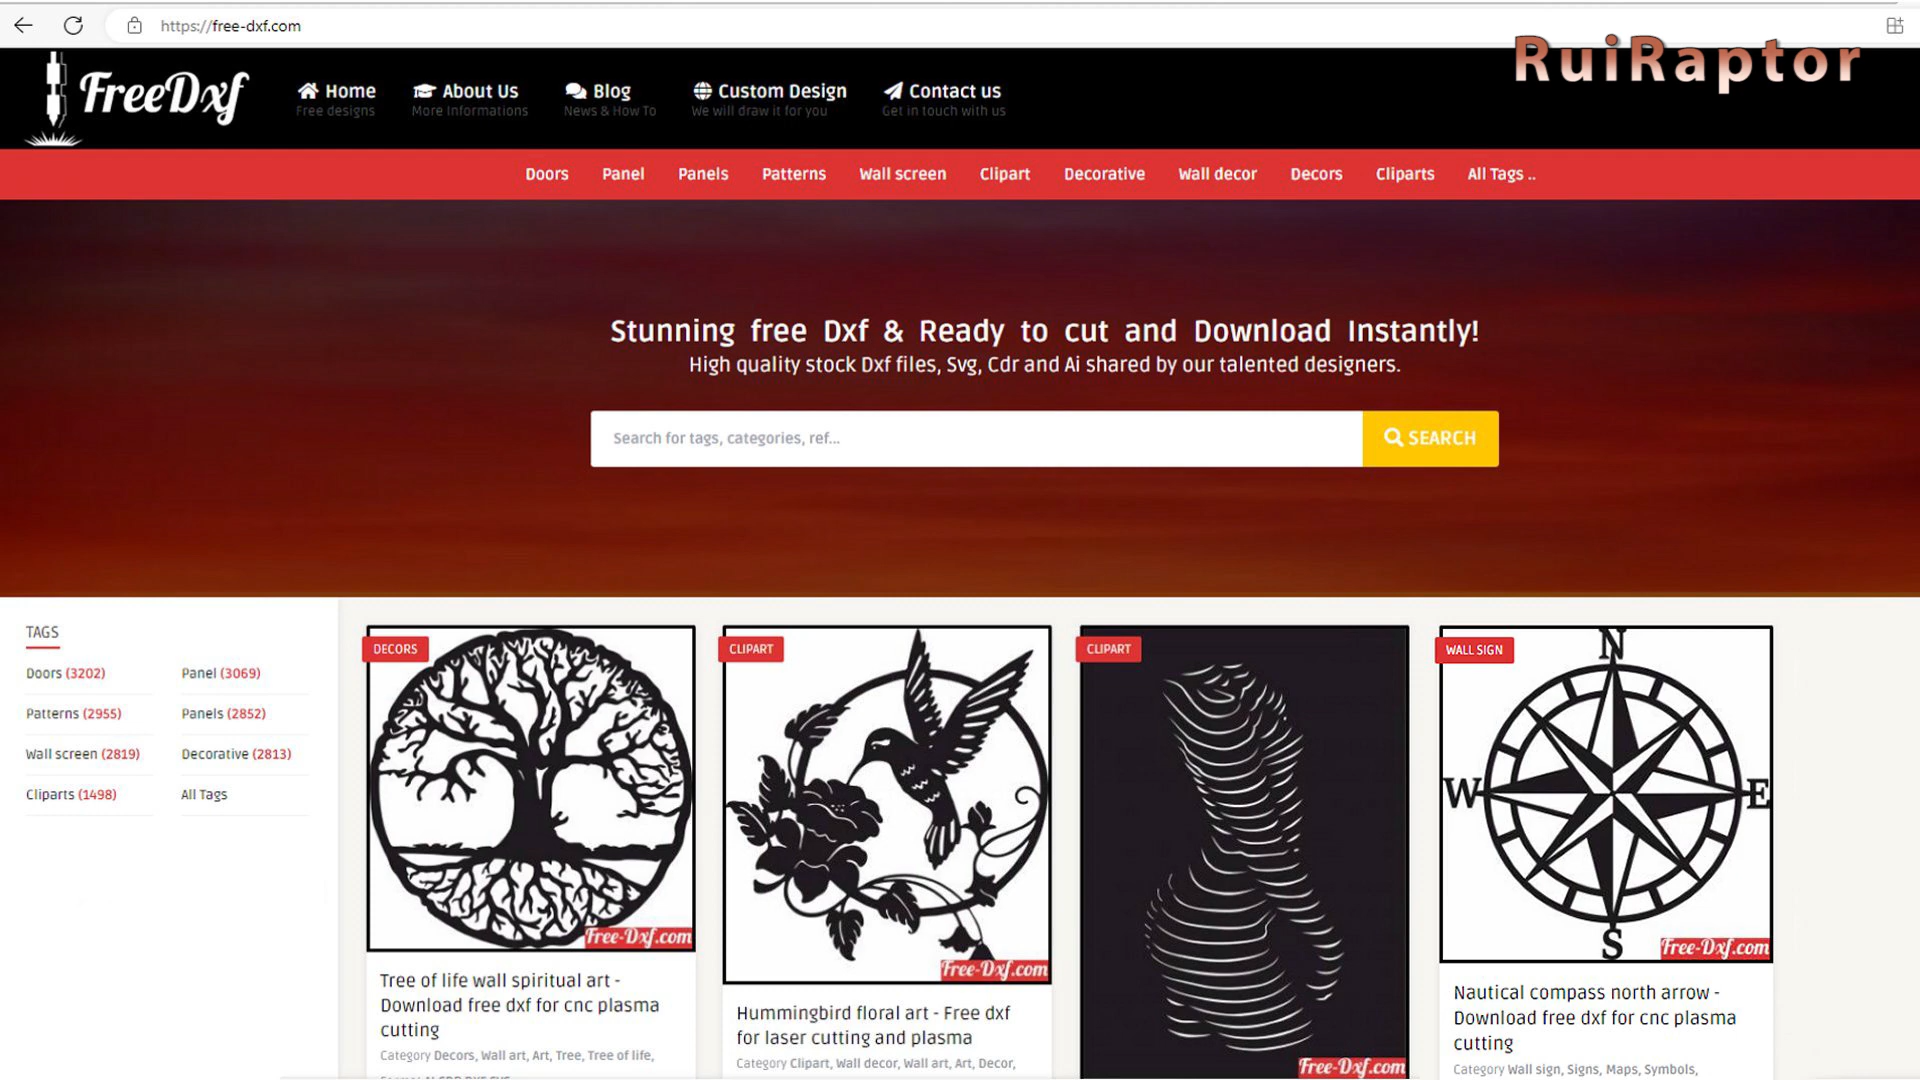 https://free-dxf.com
RuiRaptor
FreeDxf
Home
Free designs
About Us
More Informations
Blog
News & How To
Custom Design
We will draw it for you
Contact us
Get in touch with us
Doors Panel Panels Patterns Wall screen Clipart Decorative Wall decor Decors Cliparts All Tags ..
Stunning free Dxf & Ready to cut and Download Instantly!
High quality stock Dxf files, Svg, Cdr and Ai shared by our talented designers.
Search for tags, categories, ref...
SEARCH
TAGS
Doors (3202) Panel (3069)
Patterns (2955) Panels (2852)
Wall screen (2819) Decorative (2813)
Cliparts (1498) All Tags
DECORS
Free-Dxf.com
Tree of life wall spiritual art -
Download free dxf for cnc plasma
cutting
Category Decors, Wall art, Art, Tree, Tree of life,
CLIPART
Free-Dxf.com
Hummingbird floral art - Free dxf
for laser cutting and plasma
Category Clipart, Wall decor, Wall art, Art, Decor,
CLIPART
Free-Dxf.com
WALL SIGN
N
W E
S
Free-Dxf.com
Nautical compass north arrow -
Download free dxf for cnc plasma
cutting
Category Wall sign, Signs, Maps, Symbols,